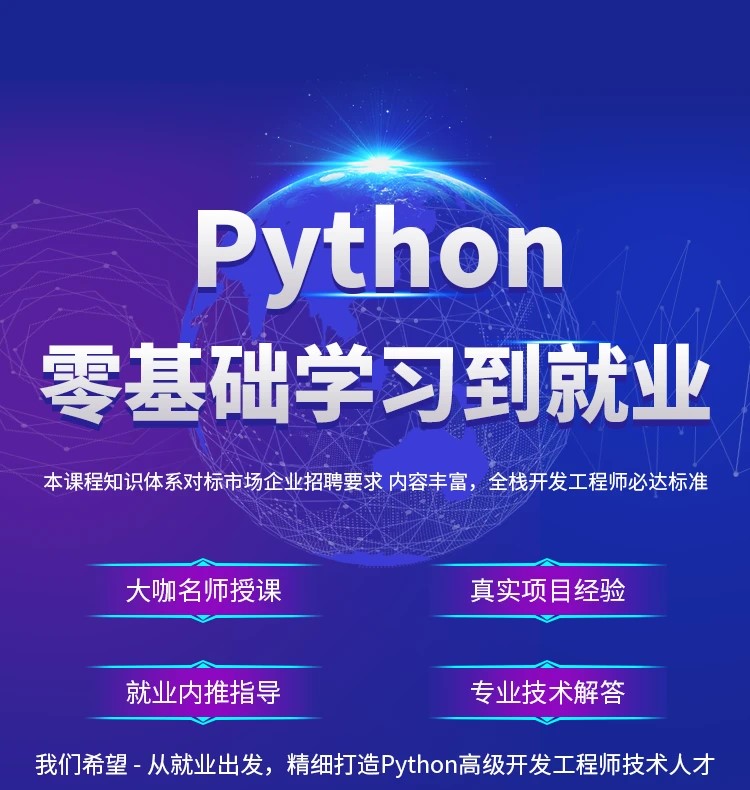 Python
零基础学习到就业
本课程知识体系对标市场企业招聘要求 内容丰富，全栈开发工程师必达标准
大咖名师授课 真实项目经验
就业内推指导 专业技术解答
我们希望 - 从就业出发，精细打造Python高级开发工程师技术人才